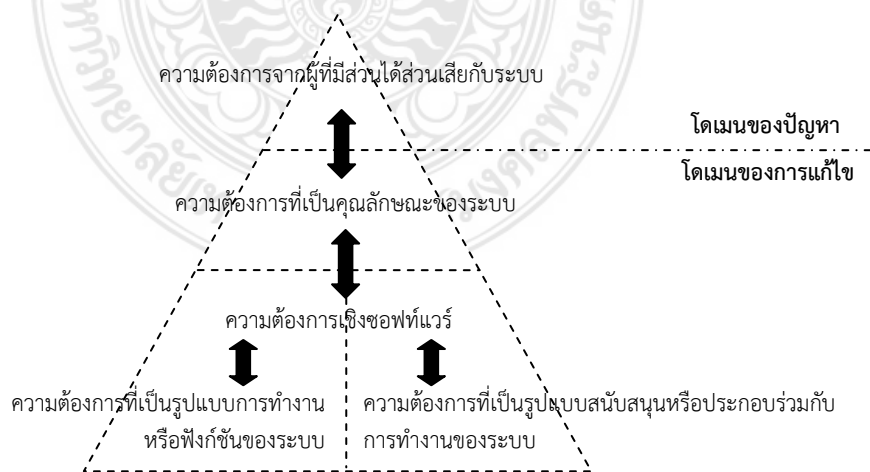 ความต้องการจากผู้ที่มีส่วนได้ส่วนเสียกับระบบ
โดเมนของปัญหา
โดเมนของการแก้ไข
ความต้องการที่เป็นคุณลักษณะของระบบ
ความต้องการเชิงซอฟท์แวร์
ความต้องการที่เป็นรูปแบบการทำงาน
หรือฟังก์ชันของระบบ
ความต้องการที่เป็นรูปแบบสนับสนุนหรือประกอบร่วมกับ
การทำงานของระบบ